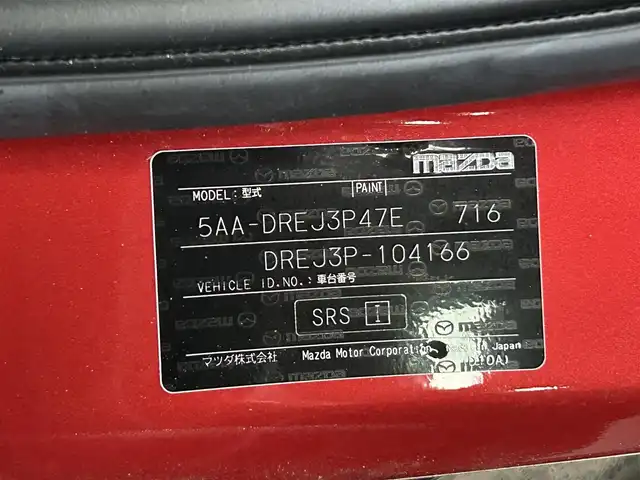 mazda
MODEL:型式 PAINT
5AA-DREJ3P47E 716
DREJ3P-104166
VEHICLE ID.NO.:車台番号
SRS I
マツダ株式会社 Mazda Motor Corporation in Japan